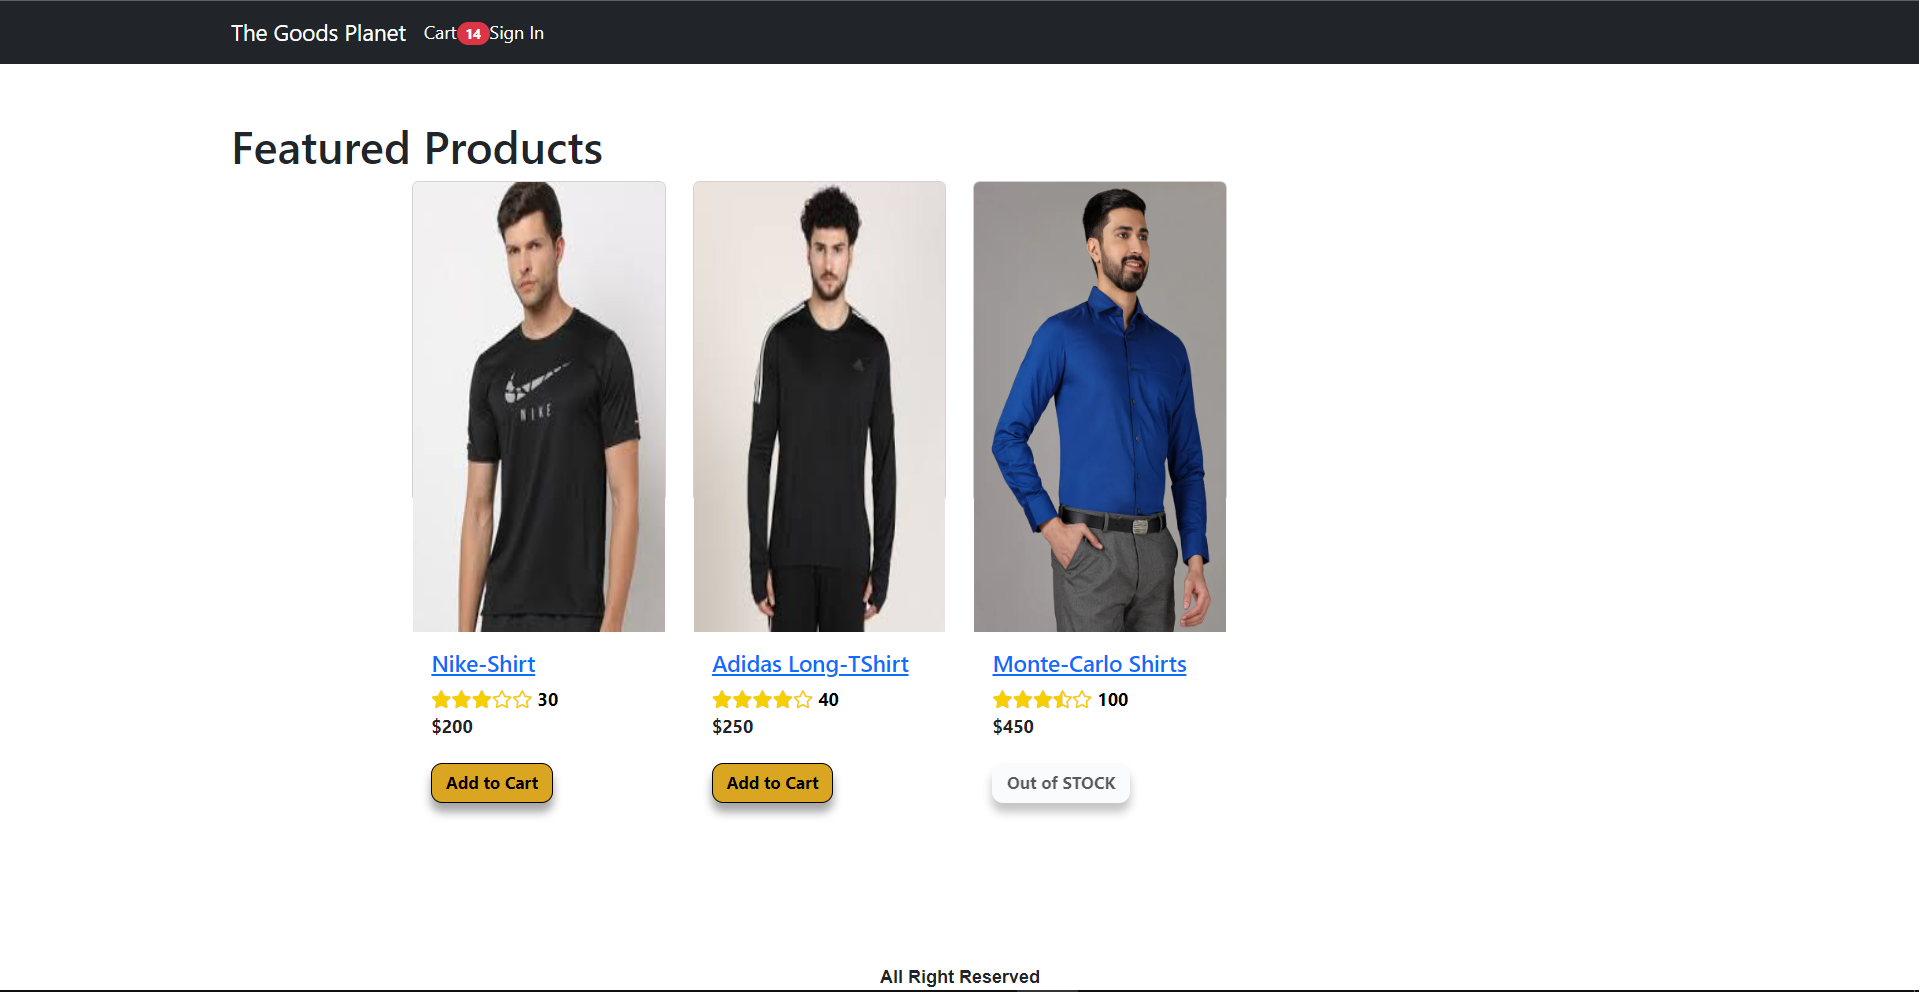 The Goods Planet Cart 14 Sign In
Featured Products
NIKE
Nike-Shirt
30
$200
Add to Cart
Adidas Long-TShirt
40
$250
Add to Cart
Monte-Carlo Shirts
100
$450
Out of STOCK
All Right Reserved